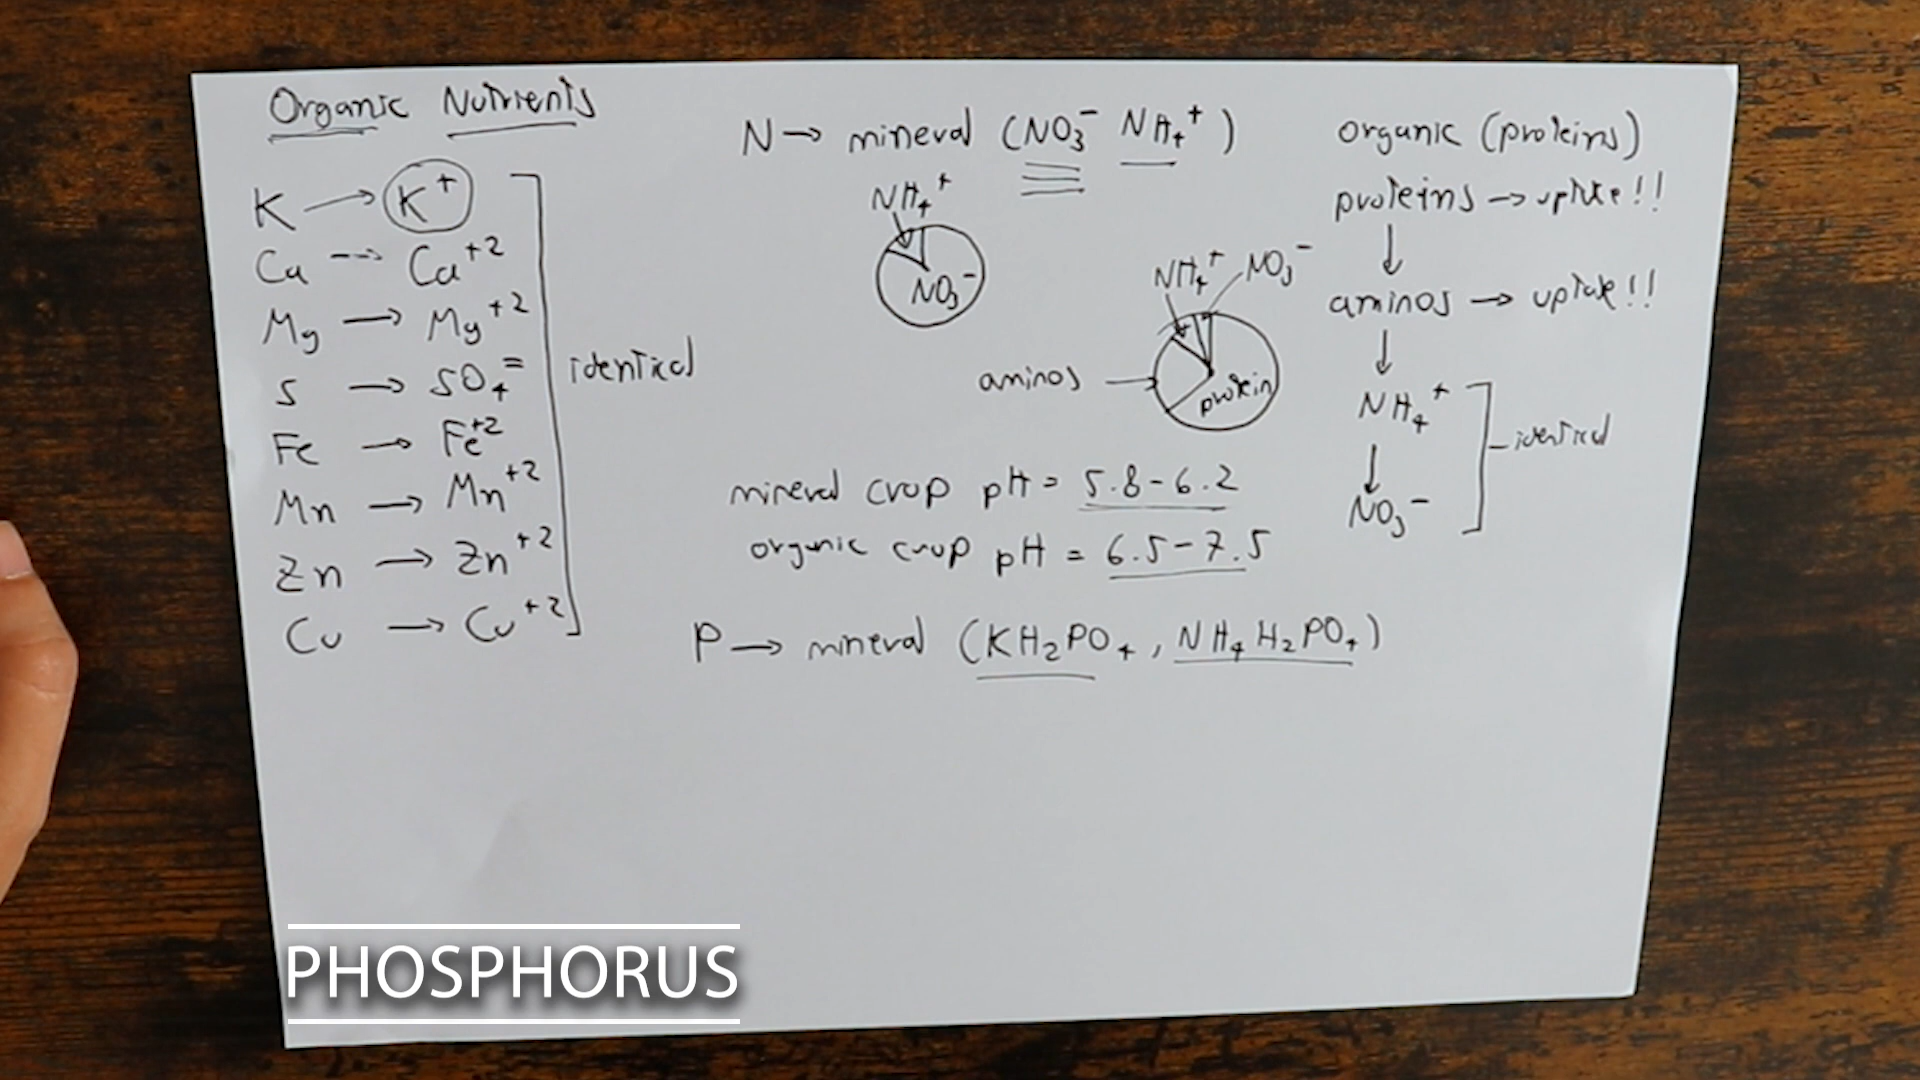 Organic Nutrients
K → K⁺
Ca --→ Ca⁺²
Mg → Mg⁺²
S → SO₄⁼
Fe → Fe⁺²
Mn → Mn⁺²
Zn → Zn⁺²
Cu → Cu⁺²
identical
N → mineral (NO₃⁻ NH₄⁺)
NH₄⁺
NO₃⁻
NH₄⁺ NO₃⁻
aminos →
protein
mineral crop pH = 5.8-6.2
organic crop pH = 6.5-7.5
P → mineral (KH₂PO₄, NH₄H₂PO₄)
organic (proteins)
proteins → uptake!!
↓
aminos → uptake!!
↓
NH₄⁺
↓
NO₃⁻
identical
PHOSPHORUS